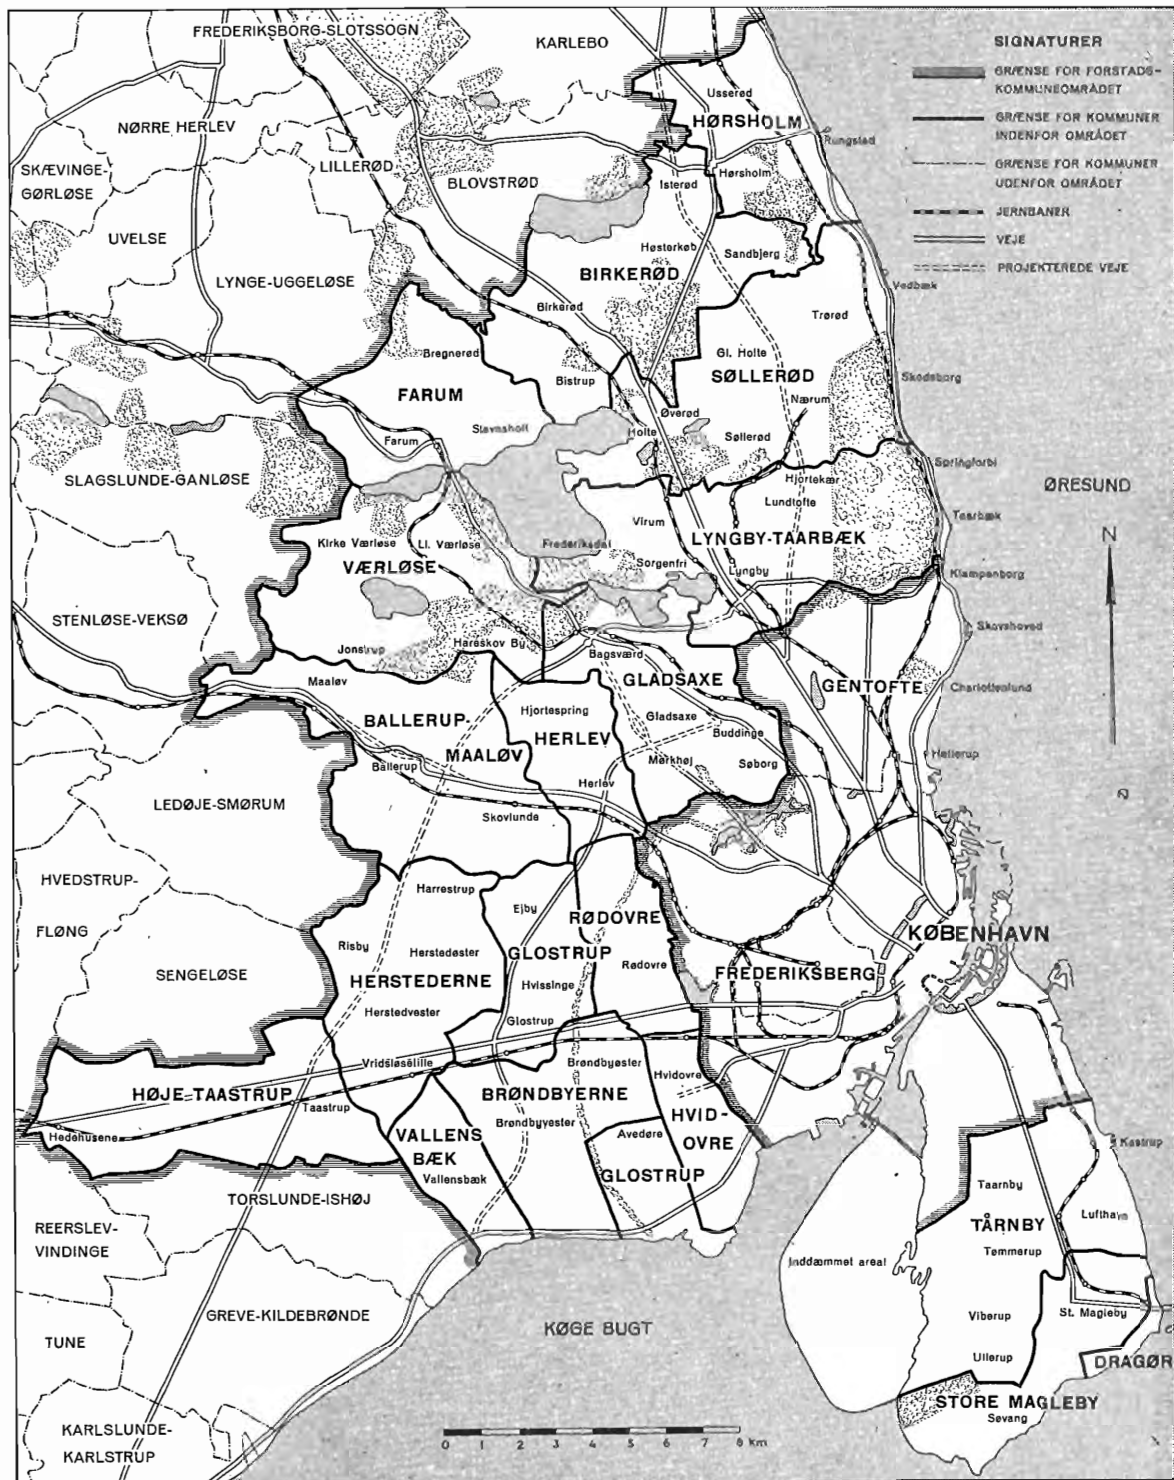 FREDERIKSBORG-SLOTSSOGN
KARLEBO
SIGNATURER
GRÆNSE FOR FORSTADS-
KOMMUNEOMRÅDET
GRÆNSE FOR KOMMUNER
INDENFOR OMRÅDET
GRÆNSE FOR KOMMUNER
UDENFOR OMRÅDET
JERNBANER
VEJE
PROJEKTEREDE VEJE
Usserød
HØRSHOLM
NØRRE HERLEV
LILLERØD
Rungsted
SKÆVINGE-
GØRLØSE
BLOVSTRØD
Isterød
Hørsholm
UVELSE
Høsterkøb
Sandbjerg
LYNGE-UGGELØSE
BIRKERØD
Vedbæk
Birkerød
Trørød
Bregnerød
Gl. Holte
Bistrup
SØLLERØD
Skodsborg
FARUM
Nærum
Øverød
Farum
Stavnsholt
Holte
Søllerød
Springforbi
SLAGSLUNDE-GANLØSE
Hjortekær
Lundtofte
ØRESUND
Taarbæk
Virum
N
Kirke Værløse
Ll. Værløse
Frederiksdal
LYNGBY-TAARBÆK
VÆRLØSE
Sorgenfri
Lyngby
Klampenborg
STENLØSE-VEKSØ
Skovshoved
Jonstrup
Hareskov By
Bagsværd
Maaløv
GLADSAXE
GENTOFTE
Charlottenlund
BALLERUP-
Hjortespring
Gladsaxe
HERLEV
Buddinge
MAALØV
Hellerup
Ballerup
Mørkhøj
Søborg
Herlev
LEDØJE-SMØRUM
Skovlunde
HVEDSTRUP-
Harrestrup
Ejby
RØDOVRE
FLØNG
KØBENHAVN
Risby
Herstedøster
GLOSTRUP
SENGELØSE
Rødovre
FREDERIKSBERG
HERSTEDERNE
Hvissinge
Herstedvester
Glostrup
Vridsløselille
Brøndbyøster
Hvidovre
HØJE-TAASTRUP
BRØNDBYERNE
Taastrup
HVID-
OVRE
Hedehusene
Brøndbyvester
VALLENS
BÆK
Avedøre
Kastrup
Vallensbæk
GLOSTRUP
Taarnby
TORSLUNDE-ISHØJ
REERSLEV-
VINDINGE
TÅRNBY
Lufthavn
Tømmerup
Inddæmmet areal
GREVE-KILDEBRØNDE
St. Magleby
Viberup
KØGE BUGT
TUNE
Ullerup
DRAGØR
STORE MAGLEBY
Søvang
KARLSLUNDE-
KARLSTRUP
0 1 2 3 4 5 6 7 8 Km